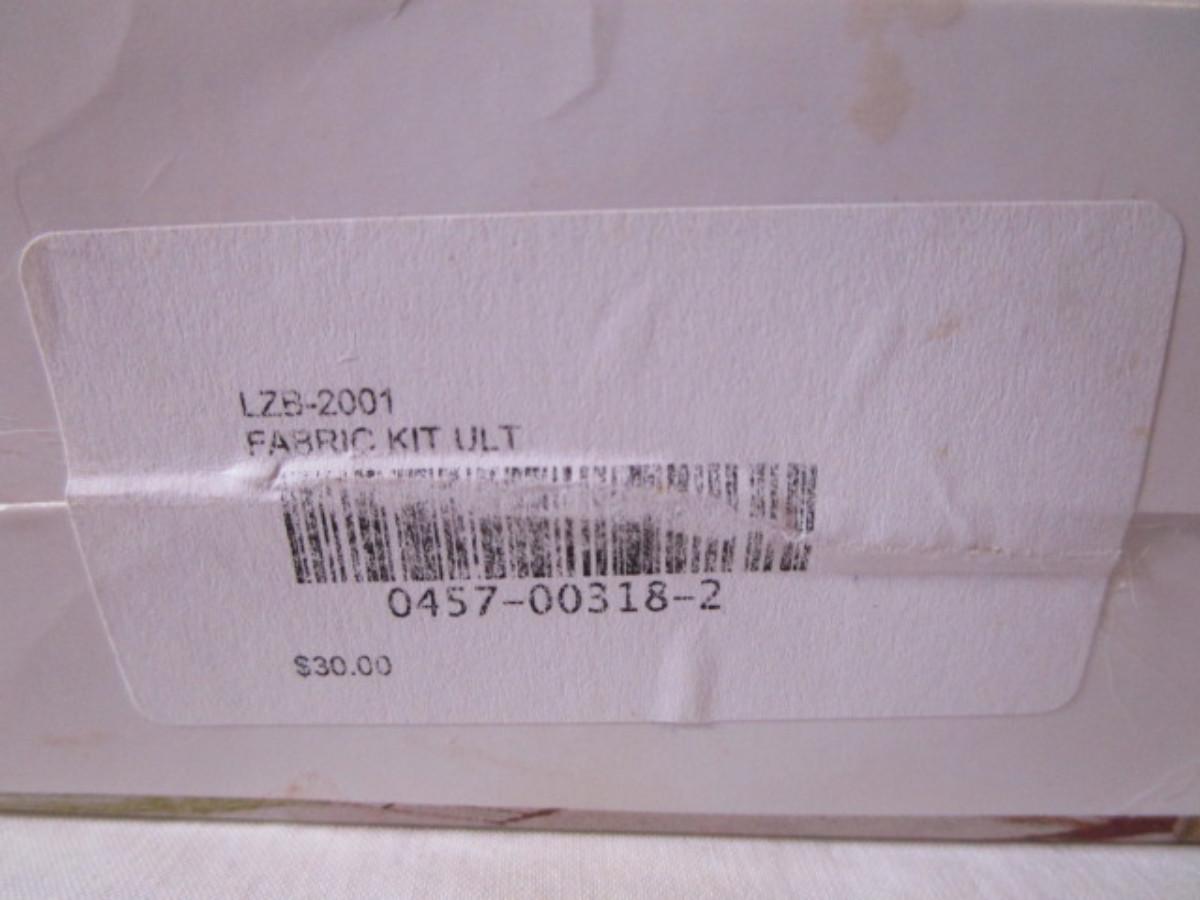 LZB-2001
FABRIC KIT ULT
0457-00318-2
$30.00